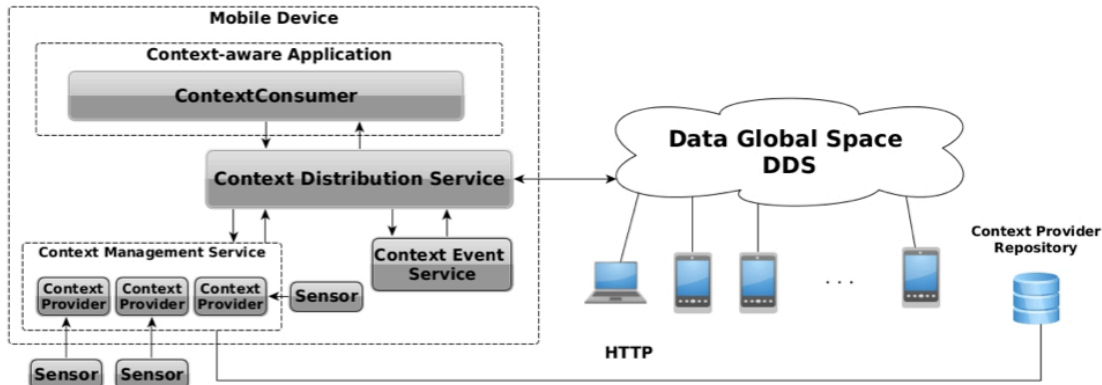 Mobile Device
Context-aware Application
ContextConsumer
Context Distribution Service
Context Management Service
Context
Provider
Context
Provider
Context
Provider
Sensor
Context Event
Service
Sensor
Sensor
Data Global Space
DDS
. . .
Context Provider
Repository
HTTP